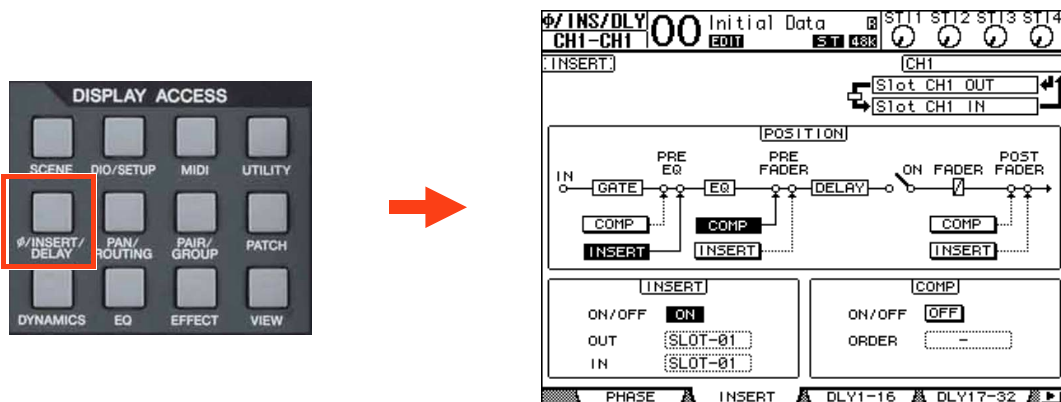 DISPLAY ACCESS
SCENE DIO/SETUP MIDI UTILITY
ø/INSERT/DELAY PAN/ROUTING PAIR/GROUP PATCH
DYNAMICS EQ EFFECT VIEW
ø/INS/DLY 00 Initial Data R STI1 STI2 STI3 STI4
CH1-CH1 EDIT ST 48K
INSERT CH1
Slot CH1 OUT
Slot CH1 IN
POSITION
PRE EQ PRE FADER POST FADER
IN GATE EQ DELAY ON FADER
COMP COMP COMP
INSERT INSERT INSERT
INSERT COMP
ON/OFF ON ON/OFF OFF
OUT SLOT-01 ORDER -
IN SLOT-01
PHASE INSERT DLY1-16 DLY17-32